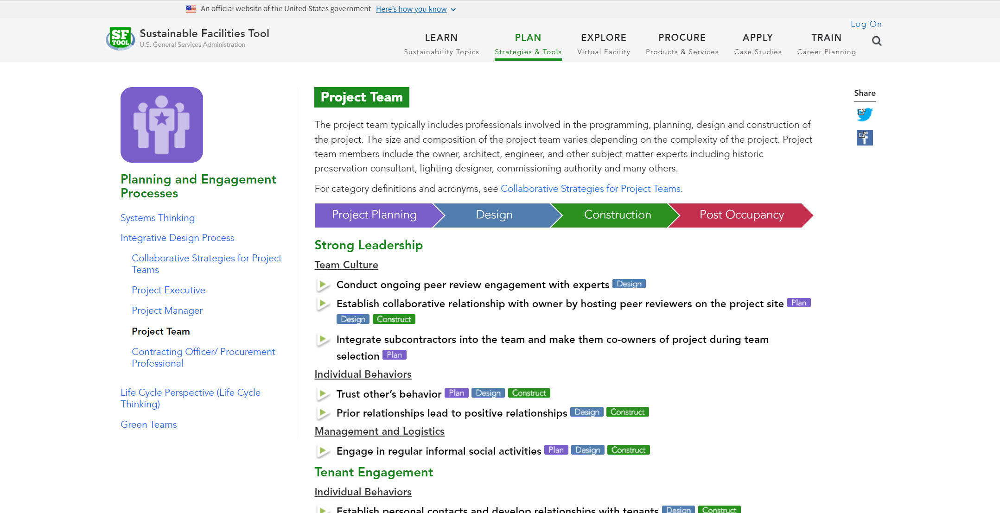 An official website of the United States government Here's how you know
Log On
SF
TOOL
Sustainable Facilities Tool
U.S. General Services Administration
LEARN
Sustainability Topics
PLAN
Strategies & Tools
EXPLORE
Virtual Facility
PROCURE
Products & Services
APPLY
Case Studies
TRAIN
Career Planning
Planning and Engagement
Processes
Systems Thinking
Integrative Design Process
Collaborative Strategies for Project
Teams
Project Executive
Project Manager
Project Team
Contracting Officer/ Procurement
Professional
Life Cycle Perspective (Life Cycle
Thinking)
Green Teams
Project Team
The project team typically includes professionals involved in the programming, planning, design and construction of
the project. The size and composition of the project team varies depending on the complexity of the project. Project
team members include the owner, architect, engineer, and other subject matter experts including historic
preservation consultant, lighting designer, commissioning authority and many others.
For category definitions and acronyms, see Collaborative Strategies for Project Teams.
Project Planning
Design
Construction
Post Occupancy
Strong Leadership
Team Culture
Conduct ongoing peer review engagement with experts Design
Establish collaborative relationship with owner by hosting peer reviewers on the project site Plan
Design Construct
Integrate subcontractors into the team and make them co-owners of project during team
selection Plan
Individual Behaviors
Trust other’s behavior Plan Design Construct
Prior relationships lead to positive relationships Design Construct
Management and Logistics
Engage in regular informal social activities Plan Design Construct
Tenant Engagement
Individual Behaviors
Establish personal contacts and develop relationships with tenants Design Construct
Share